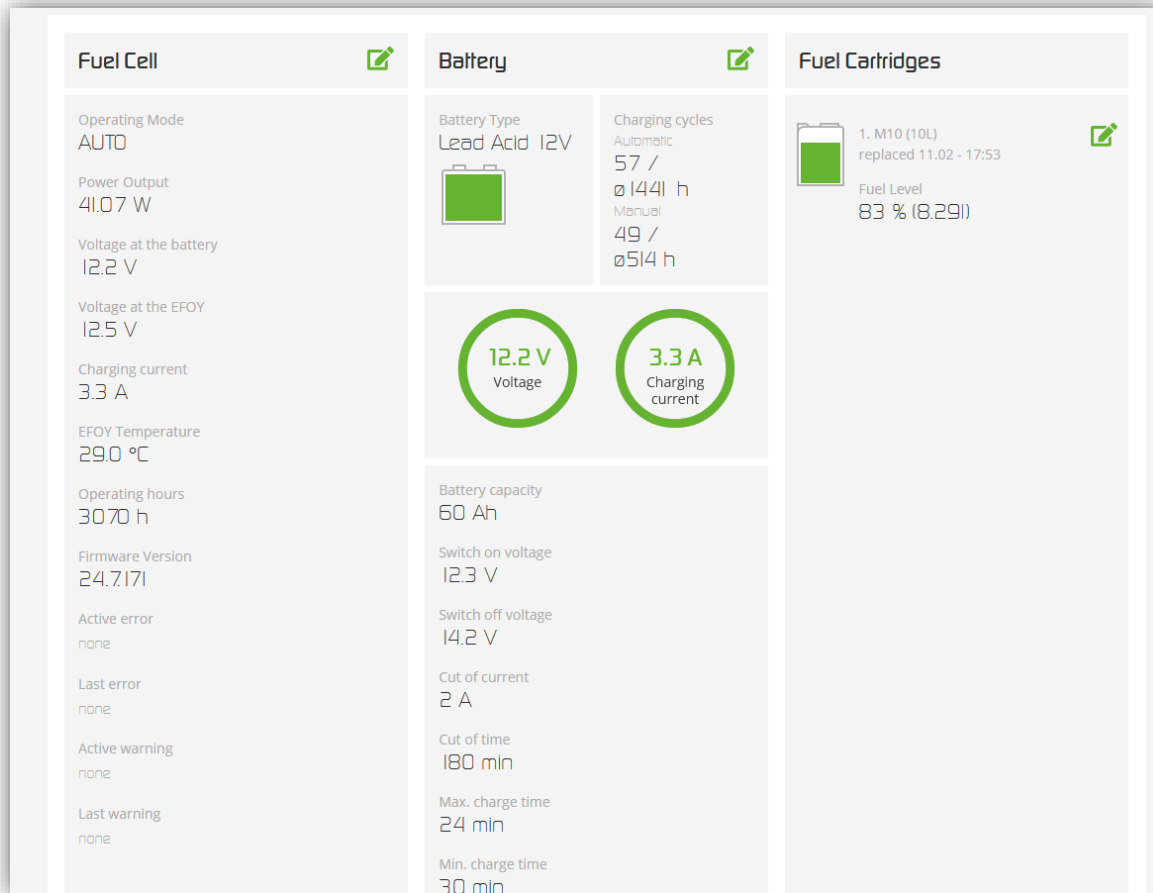 Fuel Cell
Operating Mode
AUTO
Power Output
41.07 W
Voltage at the battery
12.2 V
Voltage at the EFOY
12.5 V
Charging current
3.3 A
EFOY Temperature
29.0 °C
Operating hours
3070 h
Firmware Version
24.7.171
Active error
none
Last error
none
Active warning
none
Last warning
none
Battery
Battery Type
Lead Acid 12V
Charging cycles
Automatic
57 /
ø 1441 h
Manual
49 /
ø514 h
12.2 V
Voltage
3.3 A
Charging
current
Battery capacity
60 Ah
Switch on voltage
12.3 V
Switch off voltage
14.2 V
Cut of current
2 A
Cut of time
180 min
Max. charge time
24 min
Min. charge time
30 min
Fuel Cartridges
1. M10 (10L)
replaced 11.02 - 17:53
Fuel Level
83 % (8.29l)